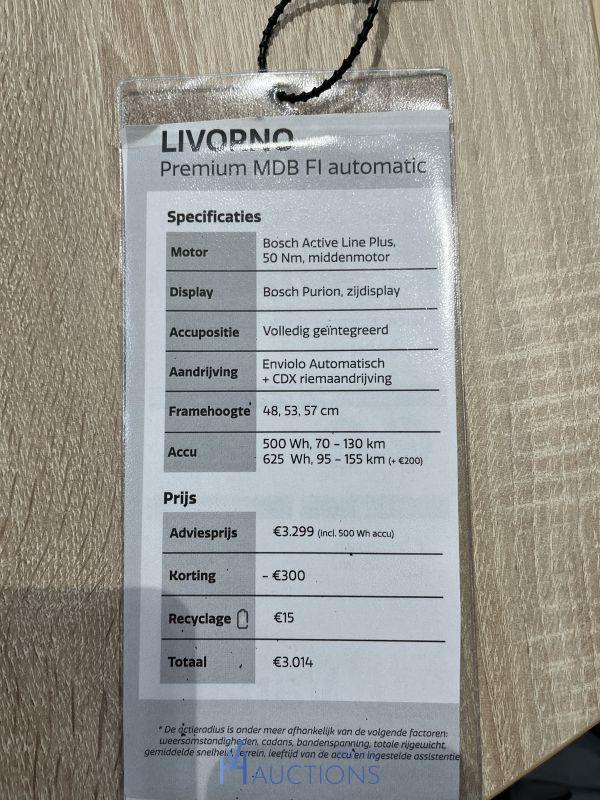 LIVORNO
Premium MDB FI automatic
Specificaties
Motor
Bosch Active Line Plus,
50 Nm, middenmotor
Display
Bosch Purion, zijdisplay
Accupositie
Volledig geïntegreerd
Aandrijving
Enviolo Automatisch
+ CDX riemaandrijving
Framehoogte
48, 53, 57 cm
Accu
500 Wh, 70 – 130 km
625 Wh, 95 – 155 km (+ €200)
Prijs
Adviesprijs
€3.299 (incl. 500 Wh accu)
Korting
– €300
Recyclage
€15
Totaal
€3.014
* De actieradius is onder meer afhankelijk van de volgende factoren:
weersomstandigheden, cadans, bandenspanning, totale rijgewicht,
gemiddelde snelheid, terrein, leeftijd van de accu en ingestelde assistentie
AUCTIONS